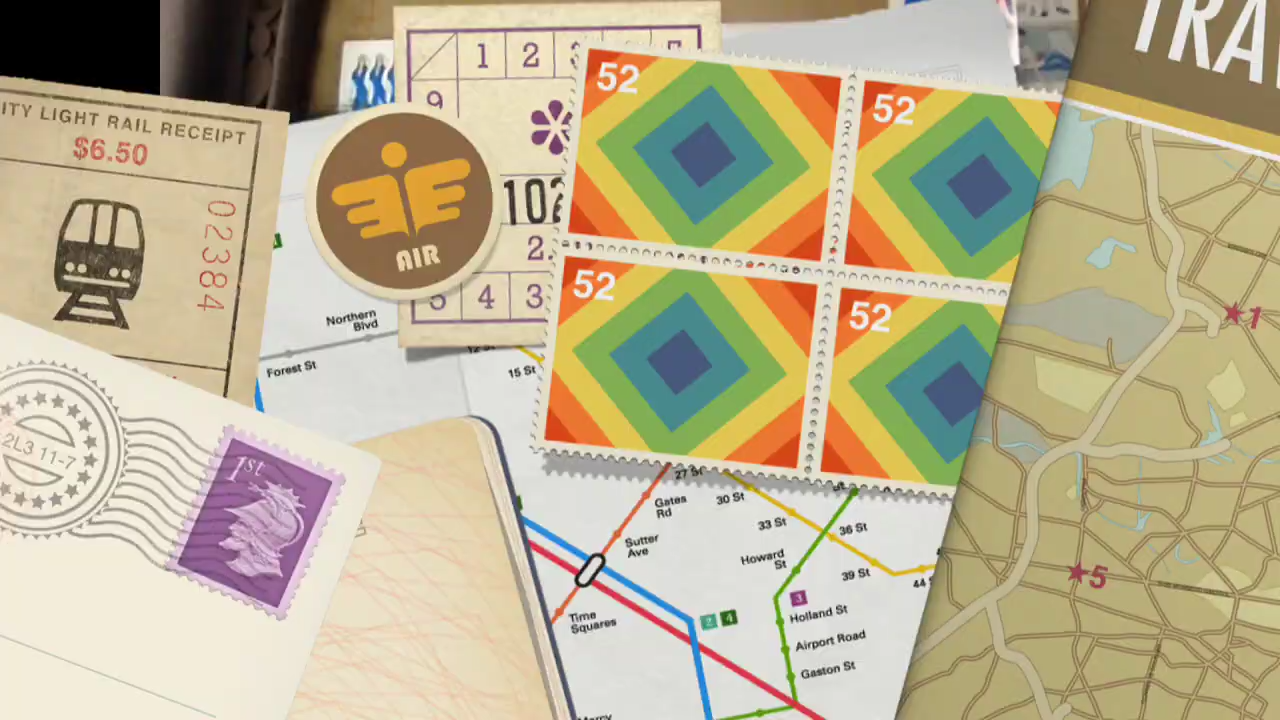 TRA
CITY LIGHT RAIL RECEIPT
$6.50
02384
1 2 3
9
102
2
5 4 3
AIR
52
52
52
52
1
5
Northern
Blvd
Forest St
15 St
2L3 11-7
1st
27 St
30 St
33 St
36 St
39 St
44
Gates
Rd
Sutter
Ave
Time
Squares
Howard
St
3
Holland St
Airport Road
Gaston St
2 4